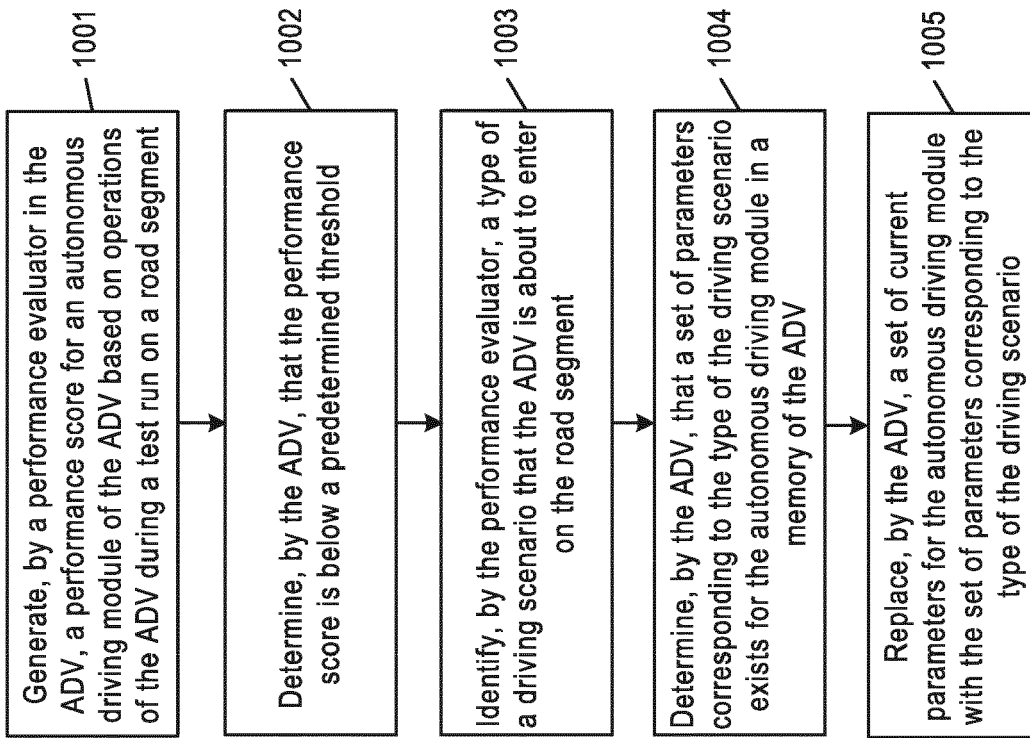 Generate, by a performance evaluator in the
ADV, a performance score for an autonomous
driving module of the ADV based on operations
of the ADV during a test run on a road segment
1001
Determine, by the ADV, that the performance
score is below a predetermined threshold
1002
Identify, by the performance evaluator, a type of
a driving scenario that the ADV is about to enter
on the road segment
1003
Determine, by the ADV, that a set of parameters
corresponding to the type of the driving scenario
exists for the autonomous driving module in a
memory of the ADV
1004
Replace, by the ADV, a set of current
parameters for the autonomous driving module
with the set of parameters corresponding to the
type of the driving scenario
1005